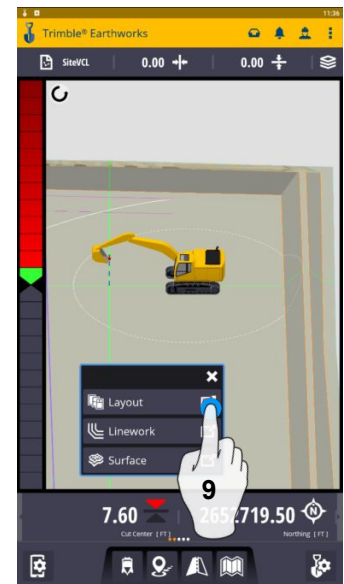 11:36
Trimble® Earthworks
SiteVCL 0.00 0.00
Layout
Linework
Surface
9
7.60 2652719.50
Cut Center [FT] Northing [FT]